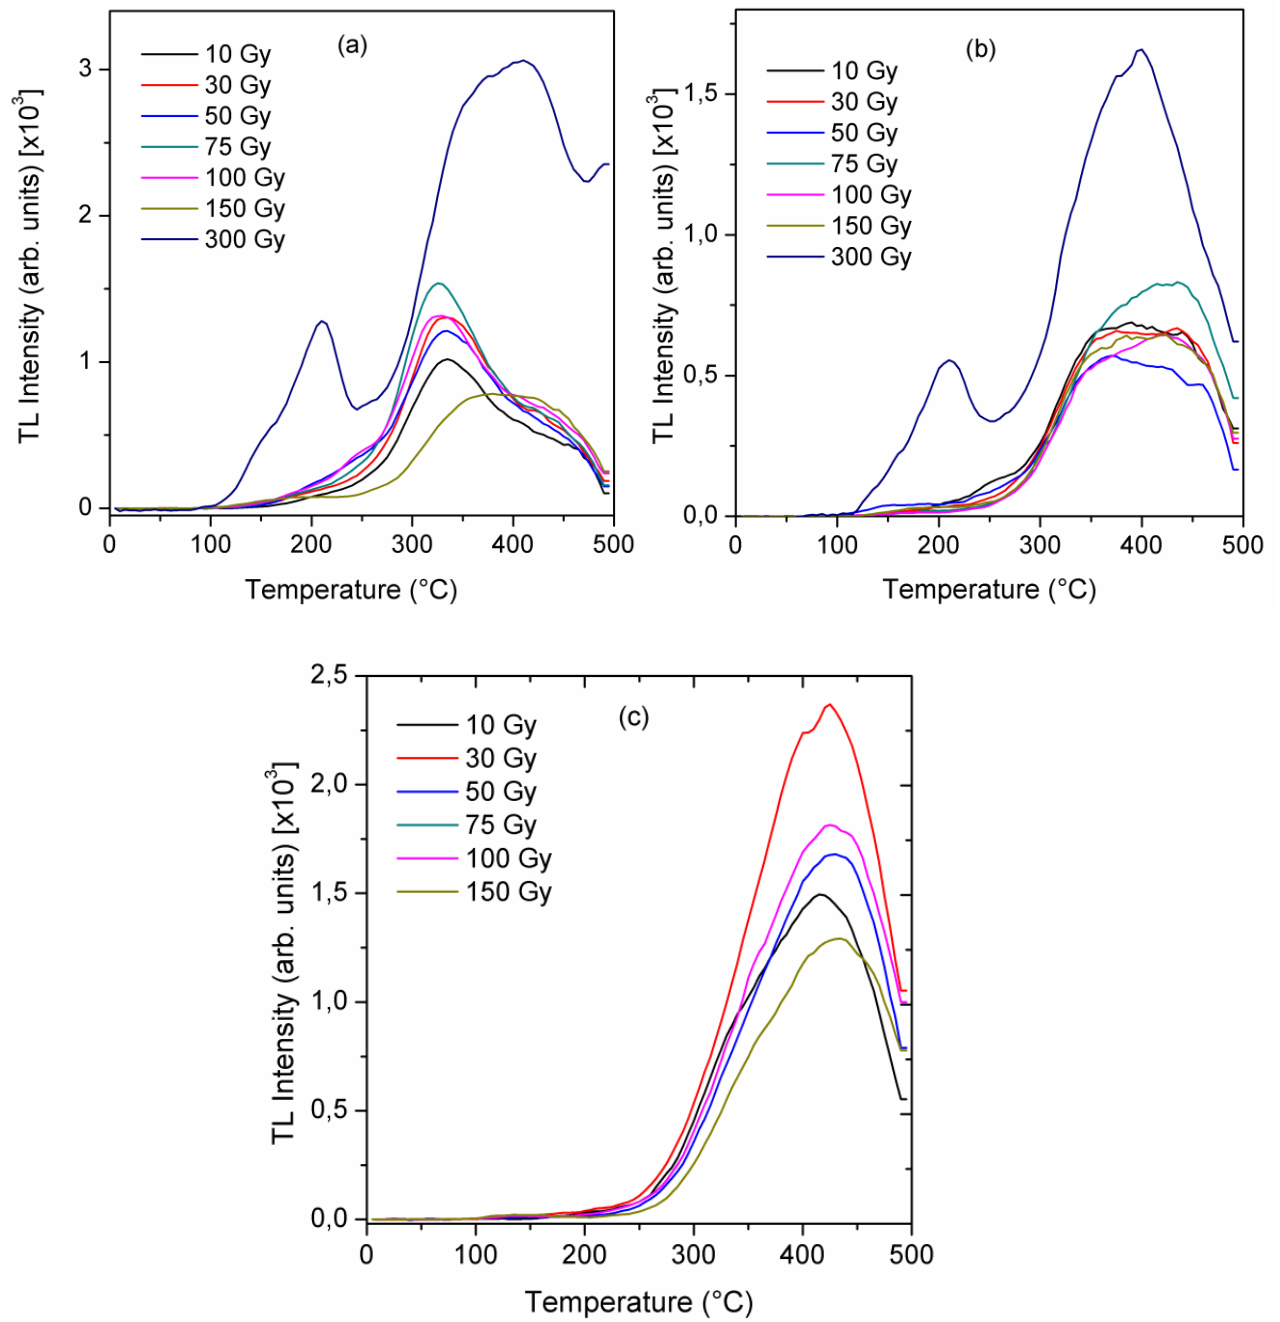 (a)
10 Gy
30 Gy
50 Gy
75 Gy
100 Gy
150 Gy
300 Gy
TL Intensity (arb. units) [x10³]
3
2
1
0
0 100 200 300 400 500
Temperature (°C)
(b)
10 Gy
30 Gy
50 Gy
75 Gy
100 Gy
150 Gy
300 Gy
TL Intensity (arb. units) [x10³]
1,5
1,0
0,5
0,0
0 100 200 300 400 500
Temperature (°C)
(c)
10 Gy
30 Gy
50 Gy
75 Gy
100 Gy
150 Gy
TL Intensity (arb. units) [x10³]
2,5
2,0
1,5
1,0
0,5
0,0
0 100 200 300 400 500
Temperature (°C)